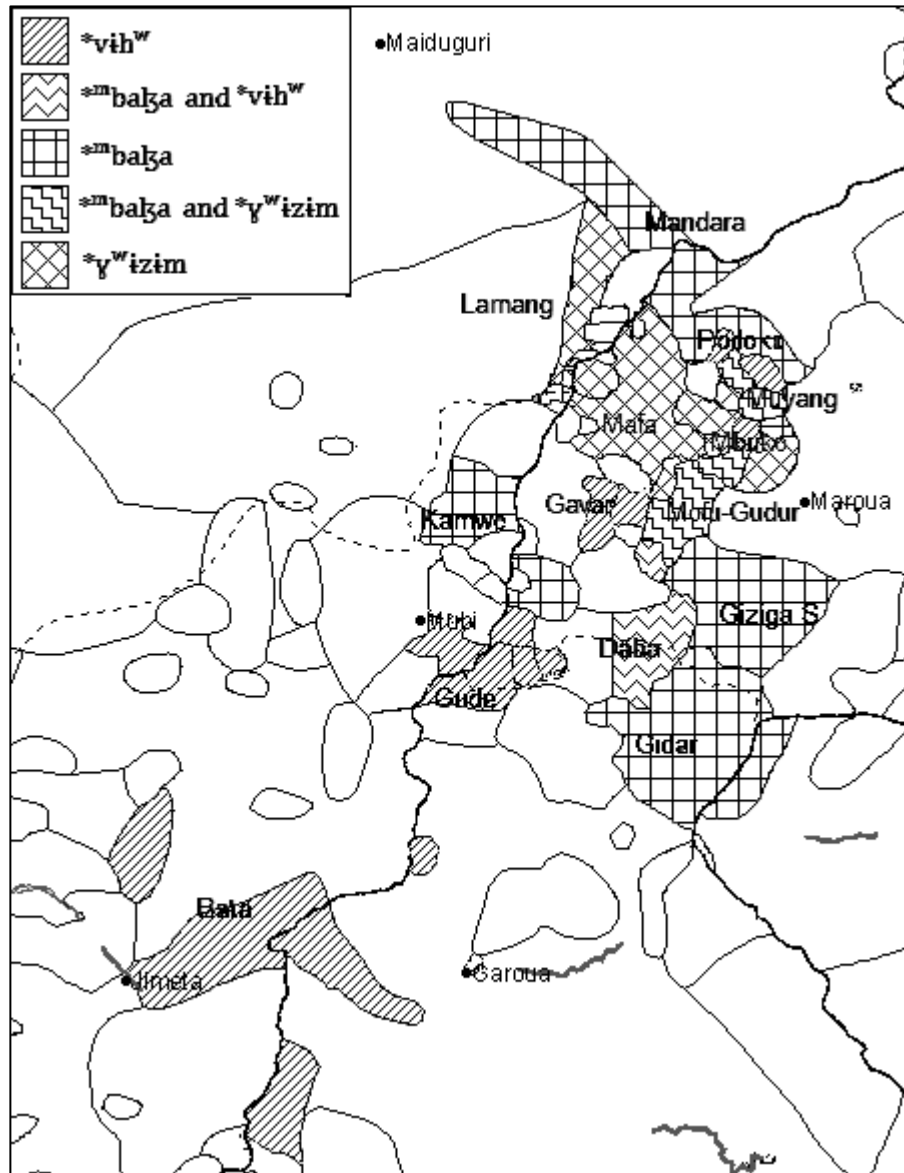 *vɨhʷ
*ᵐbaɮa and *vɨhʷ
*ᵐbaɮa
*ᵐbaɮa and *ɣʷɨzɨm
*ɣʷɨzɨm
Maiduguri
Mandara
Lamang
Podoko
Muyang
Mafa
Mbuko
Gavar
Mofu-Gudur
Maroua
Kamwe
Mubi
Giziga S
Daba
Gude
Gidar
Bata
Jimeta
Garoua